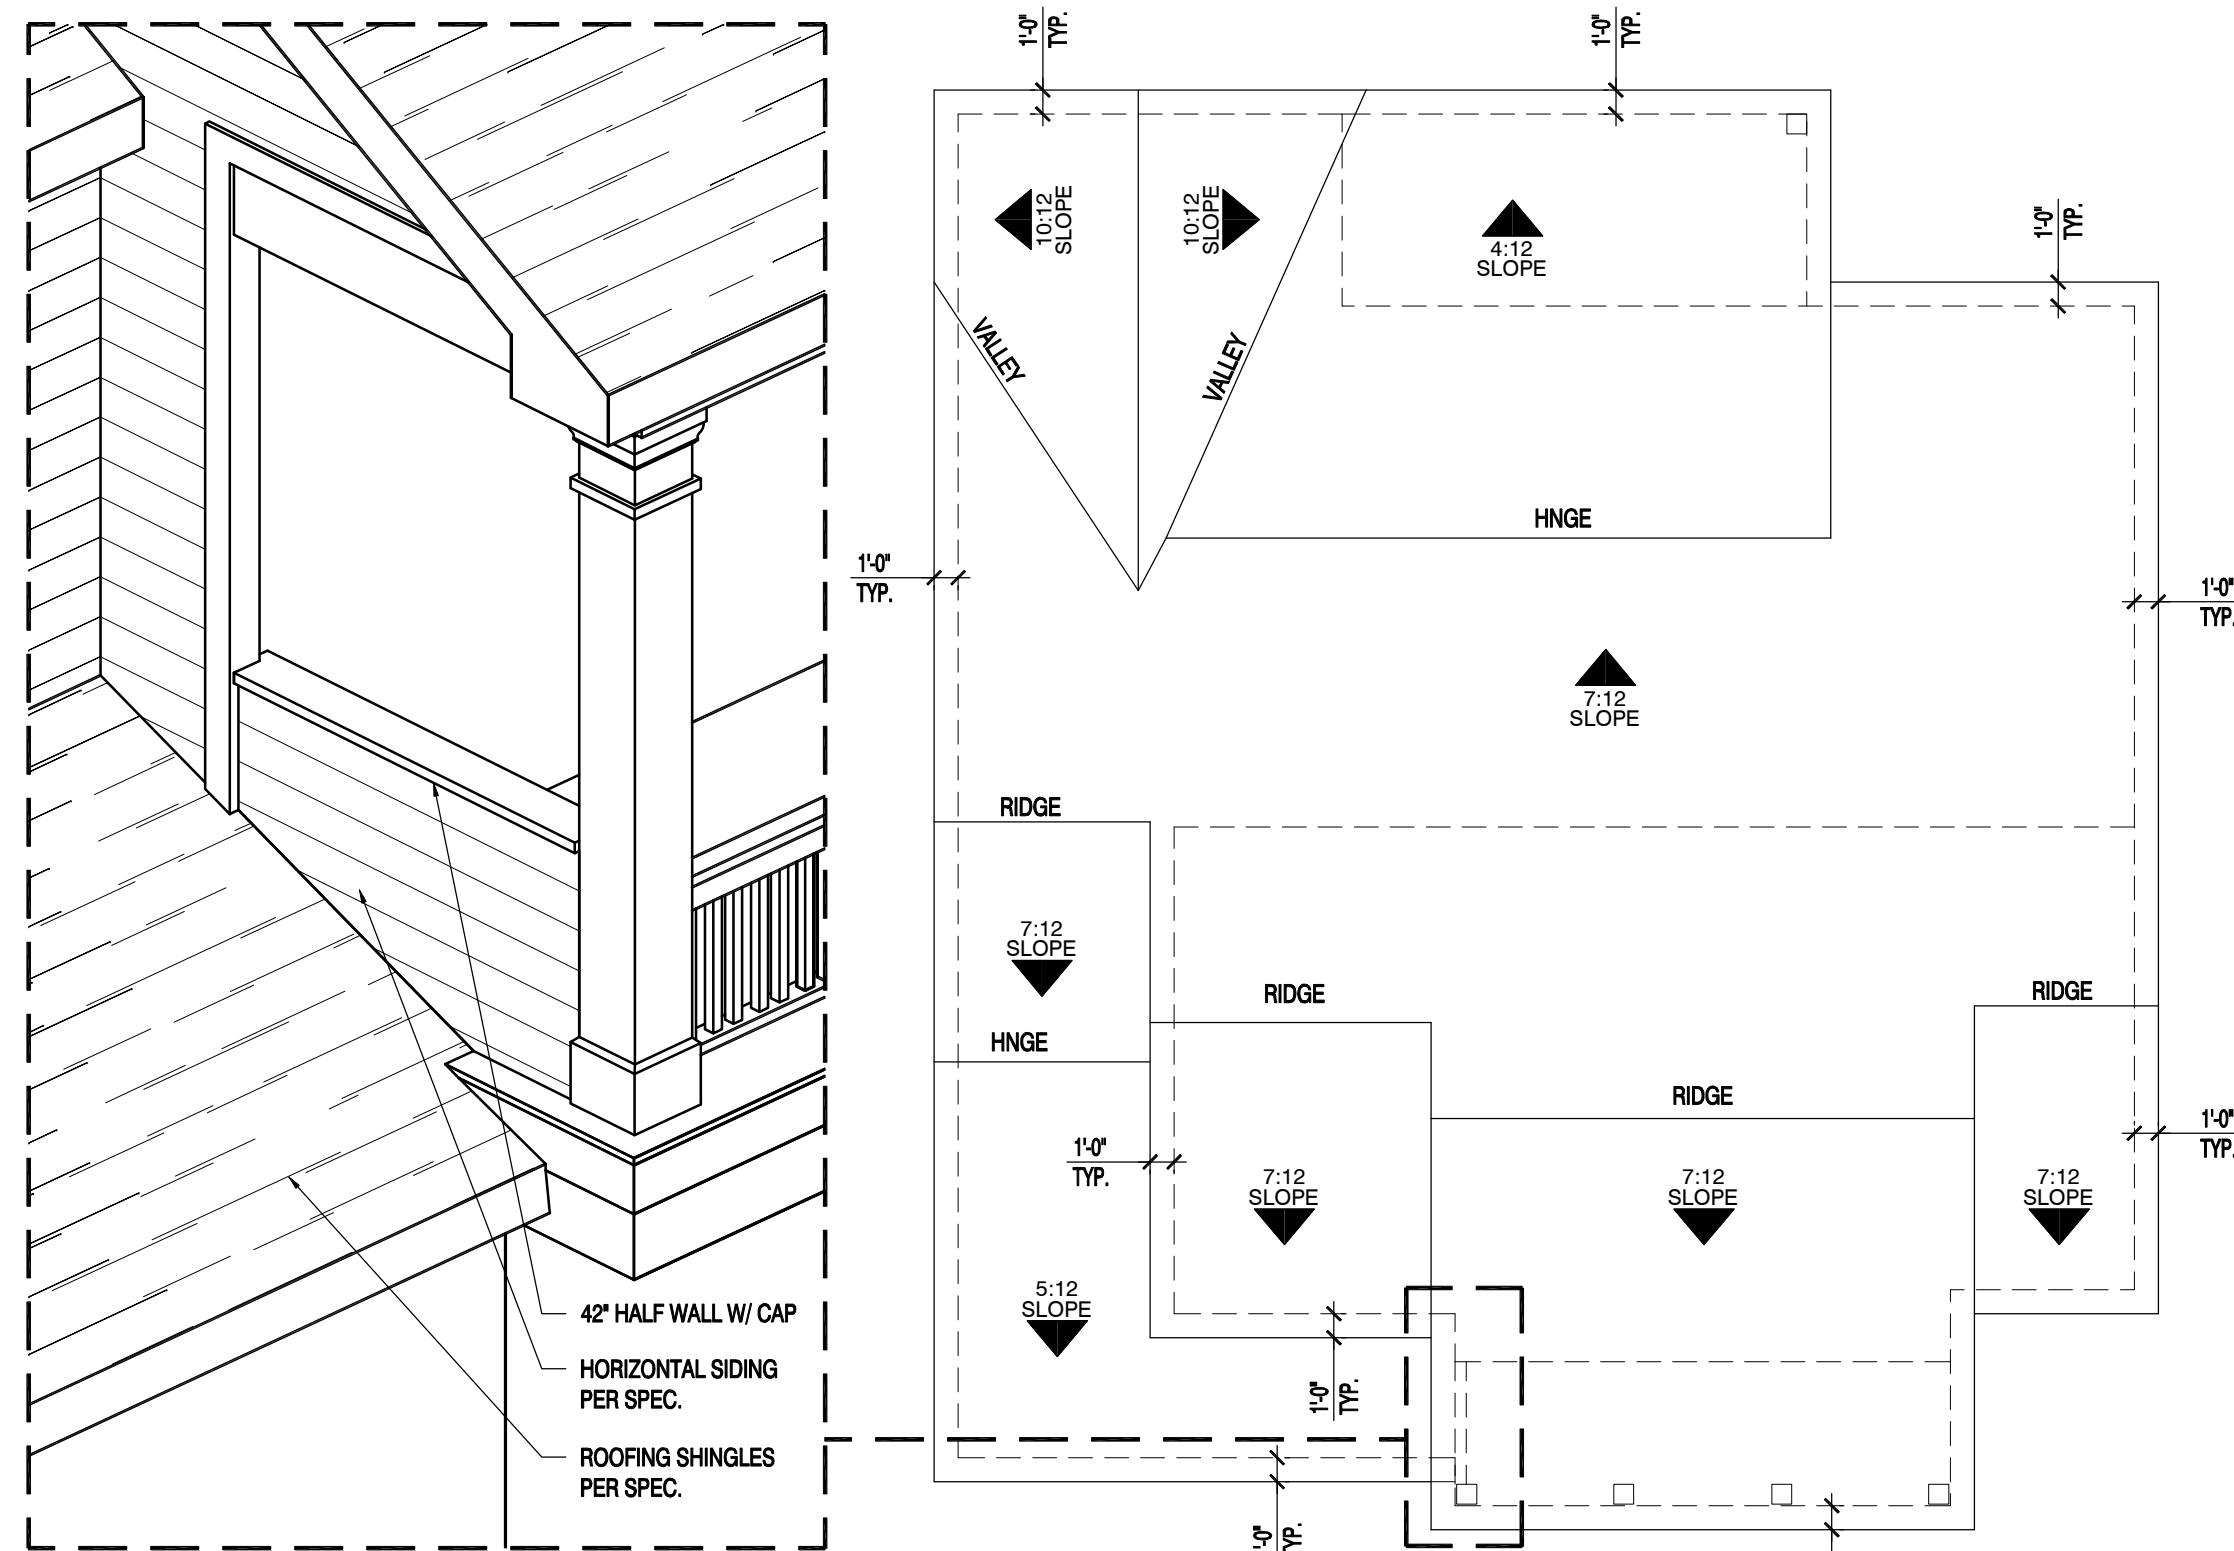 1'-0"
TYP.
1'-0"
TYP.
10:12
SLOPE
10:12
SLOPE
4:12
SLOPE
1'-0"
TYP.
VALLEY
VALLEY
HNGE
1'-0"
TYP.
1'-0"
TYP.
7:12
SLOPE
RIDGE
7:12
SLOPE
RIDGE
RIDGE
HNGE
RIDGE
1'-0"
TYP.
1'-0"
TYP.
7:12
SLOPE
7:12
SLOPE
7:12
SLOPE
5:12
SLOPE
1'-0"
TYP.
42" HALF WALL W/ CAP
HORIZONTAL SIDING
PER SPEC.
ROOFING SHINGLES
PER SPEC.